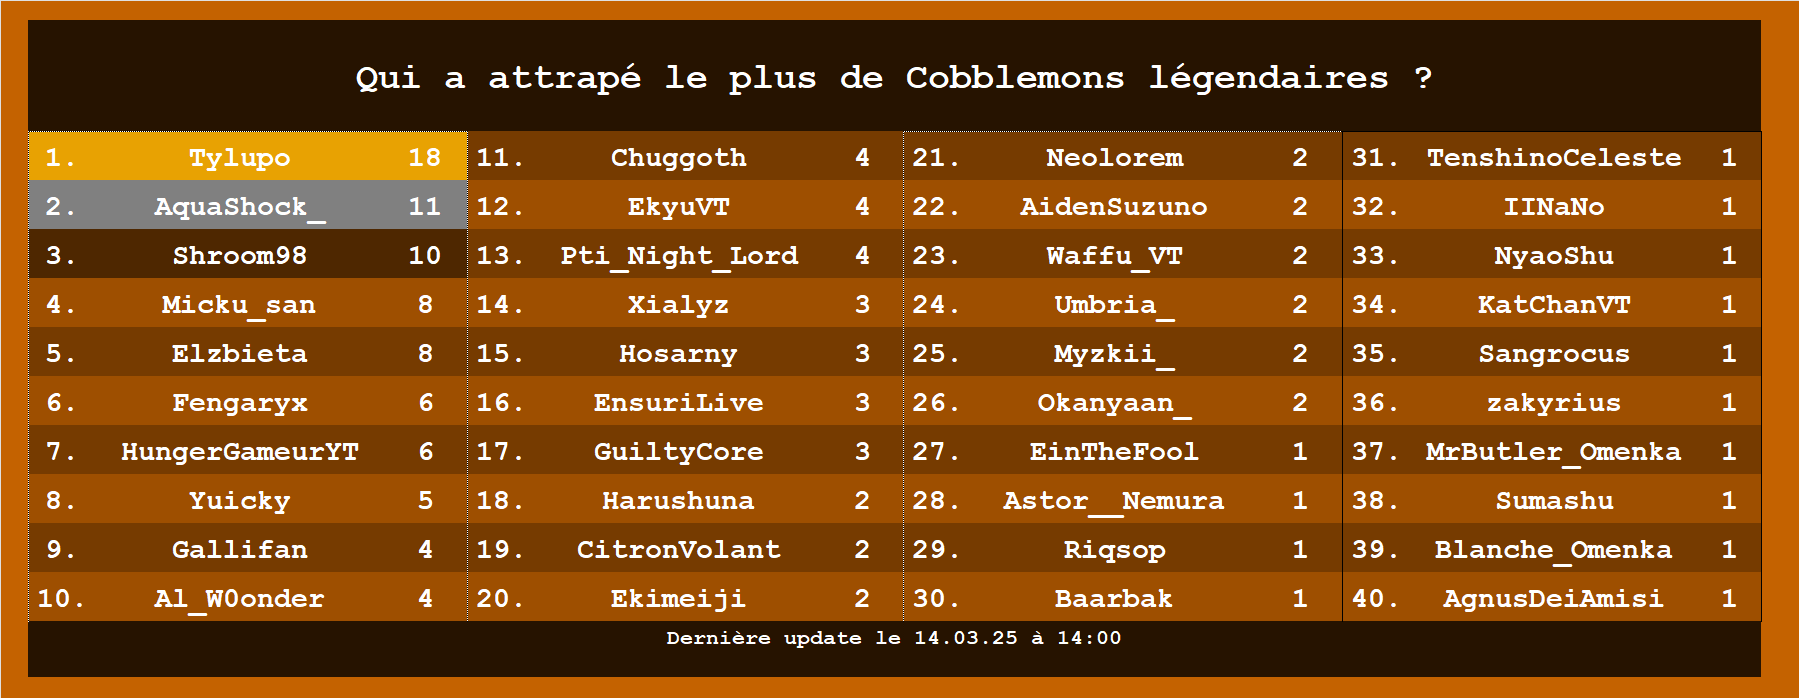 Qui a attrapé le plus de Cobblemons légendaires ?
1. Tylupo 18
2. AquaShock_ 11
3. Shroom98 10
4. Micku_san 8
5. Elzbieta 8
6. Fengaryx 6
7. HungerGameurYT 6
8. Yuicky 5
9. Gallifan 4
10. Al_W0onder 4
11. Chuggoth 4
12. EkyuVT 4
13. Pti_Night_Lord 4
14. Xialyz 3
15. Hosarny 3
16. EnsuriLive 3
17. GuiltyCore 3
18. Harushuna 2
19. CitronVolant 2
20. Ekimeiji 2
21. Neolorem 2
22. AidenSuzuno 2
23. Waffu_VT 2
24. Umbria_ 2
25. Myzkii_ 2
26. Okanyaan_ 2
27. EinTheFool 1
28. Astor__Nemura 1
29. Riqsop 1
30. Baarbak 1
31. TenshinoCeleste 1
32. IINaNo 1
33. NyaoShu 1
34. KatChanVT 1
35. Sangrocus 1
36. zakyrius 1
37. MrButler_Omenka 1
38. Sumashu 1
39. Blanche_Omenka 1
40. AgnusDeiAmisi 1
Dernière update le 14.03.25 à 14:00